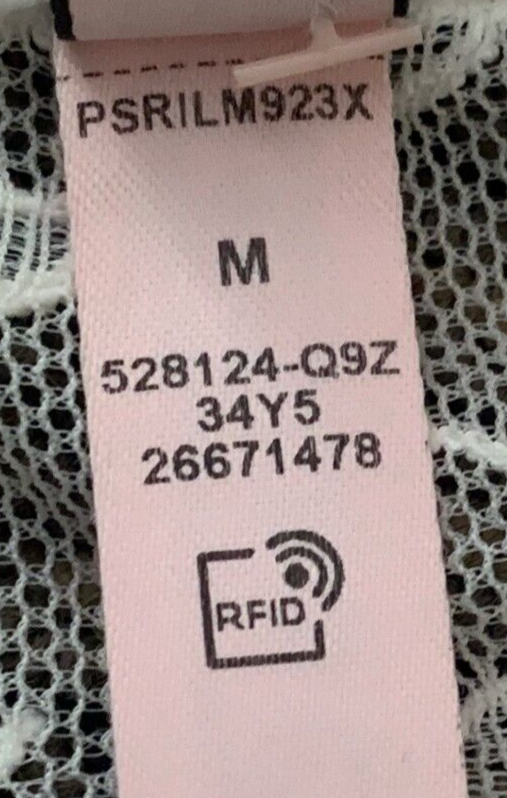 PSRILM923X
M
528124-Q9Z
34Y5
26671478
RFID